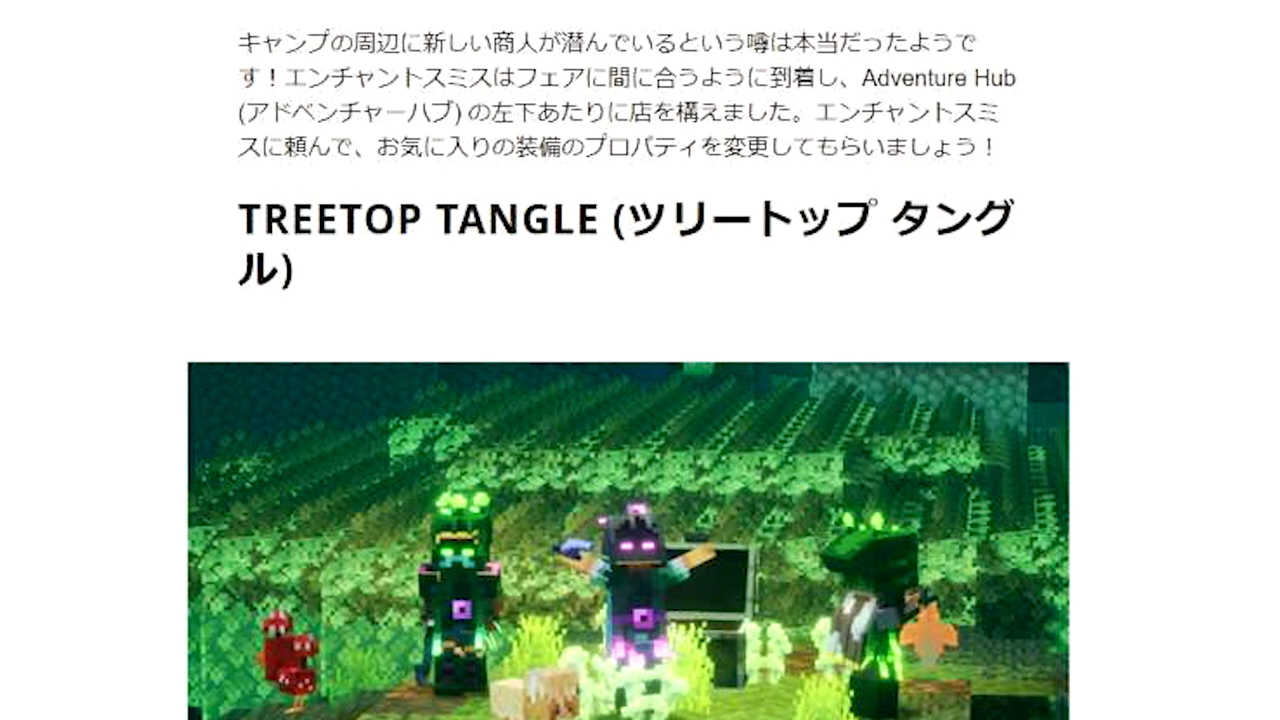 キャンプの周辺に新しい商人が潜んでいるという噂は本当だったようで
す！エンチャントスミスはフェアに間に合うように到着し、Adventure Hub
(アドベンチャーハブ) の左下あたりに店を構えました。エンチャントスミ
スに頼んで、お気に入りの装備のプロパティを変更してもらいましょう！
TREETOP TANGLE (ツリートップ タング
ル)